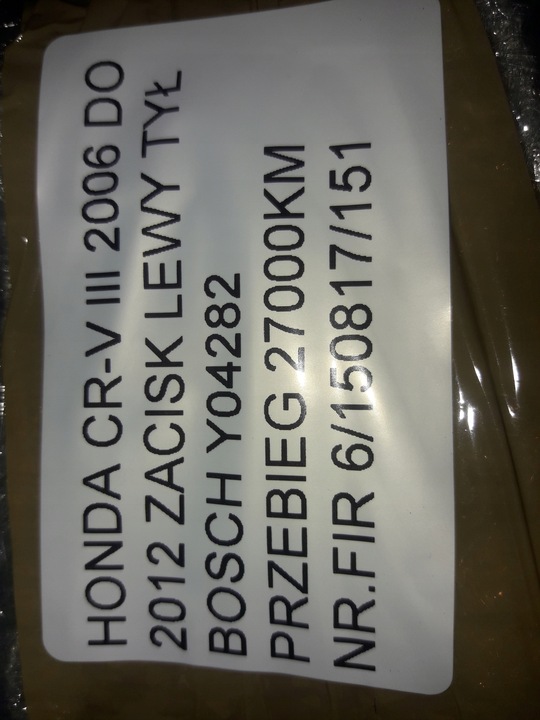 HONDA CR-V III 2006 DO
2012 ZACISK LEWY TYŁ
BOSCH Y04282
PRZEBIEG 27000KM
NR.FIR 6/150817/151